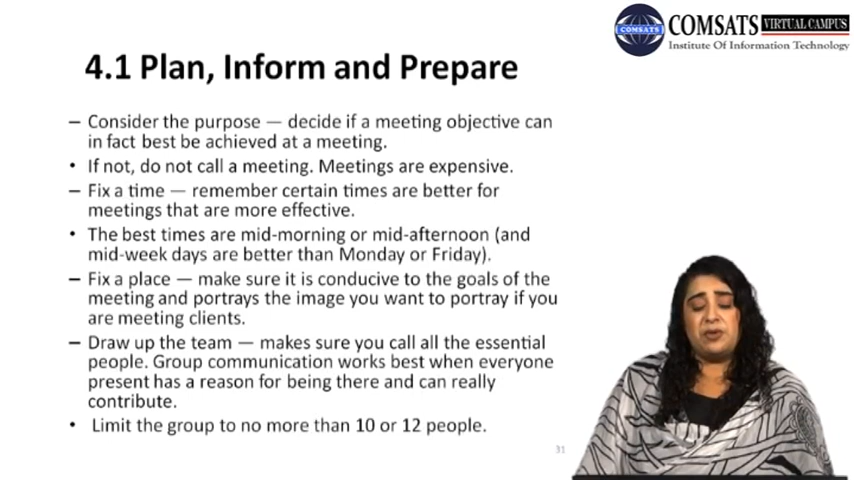 COMSATS VIRTUAL CAMPUS
COMSATS
Institute Of Information Technology
4.1 Plan, Inform and Prepare
– Consider the purpose — decide if a meeting objective can
in fact best be achieved at a meeting.
• If not, do not call a meeting. Meetings are expensive.
– Fix a time — remember certain times are better for
meetings that are more effective.
• The best times are mid-morning or mid-afternoon (and
mid-week days are better than Monday or Friday).
– Fix a place — make sure it is conducive to the goals of the
meeting and portrays the image you want to portray if you
are meeting clients.
– Draw up the team — makes sure you call all the essential
people. Group communication works best when everyone
present has a reason for being there and can really
contribute.
• Limit the group to no more than 10 or 12 people.
31